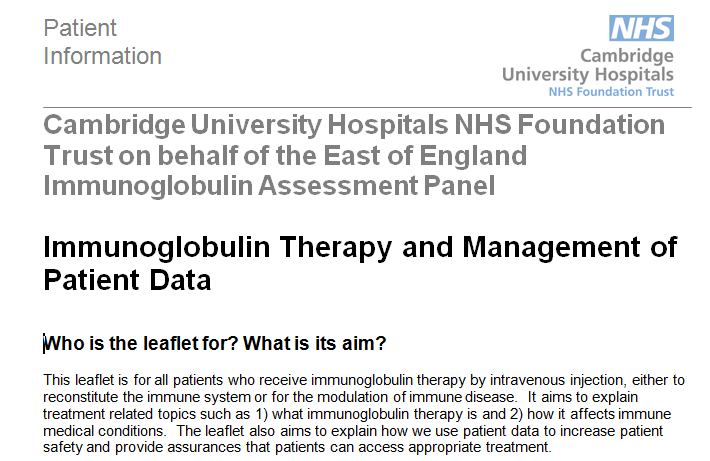 Patient
Information
NHS
Cambridge
University Hospitals
NHS Foundation Trust
Cambridge University Hospitals NHS Foundation
Trust on behalf of the East of England
Immunoglobulin Assessment Panel
Immunoglobulin Therapy and Management of
Patient Data
Who is the leaflet for? What is its aim?
This leaflet is for all patients who receive immunoglobulin therapy by intravenous injection, either to
reconstitute the immune system or for the modulation of immune disease.  It aims to explain
treatment related topics such as 1) what immunoglobulin therapy is and 2) how it affects immune
medical conditions.  The leaflet also aims to explain how we use patient data to increase patient
safety and provide assurances that patients can access appropriate treatment.